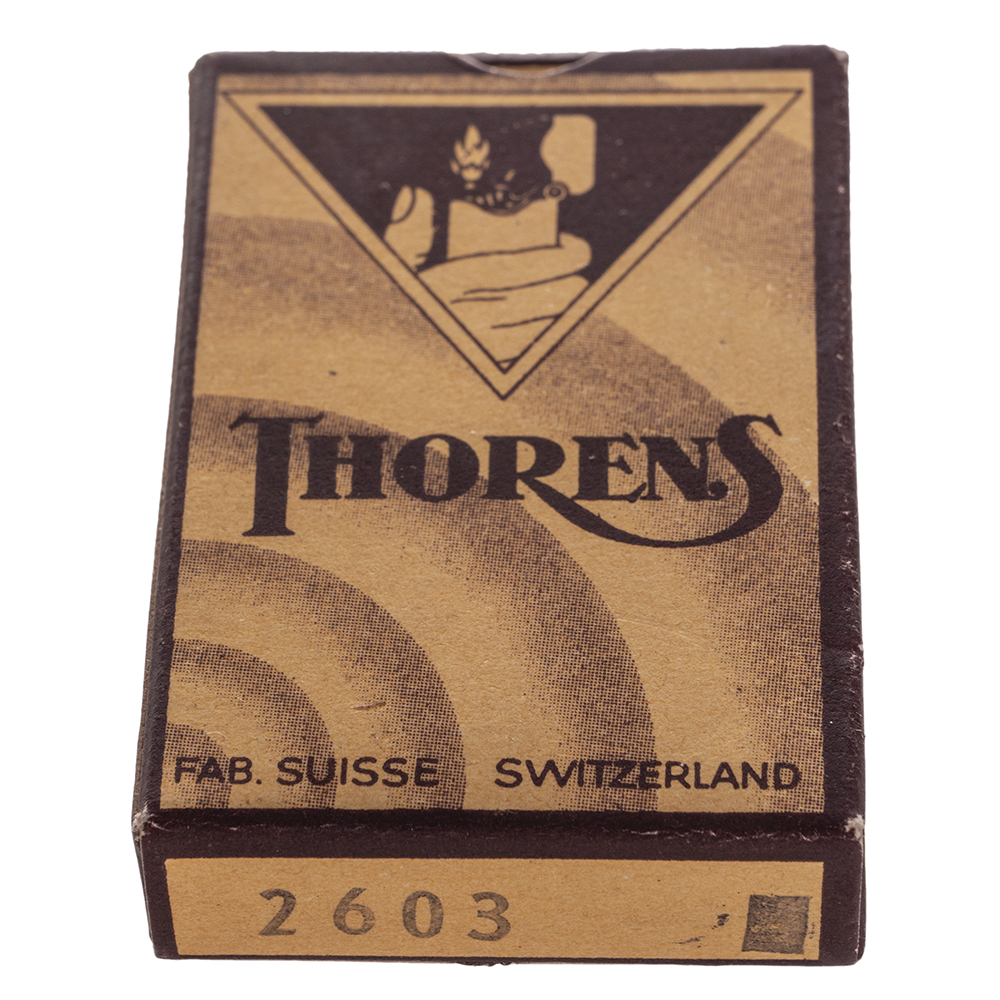 THORENS
FAB. SUISSE SWITZERLAND
2603